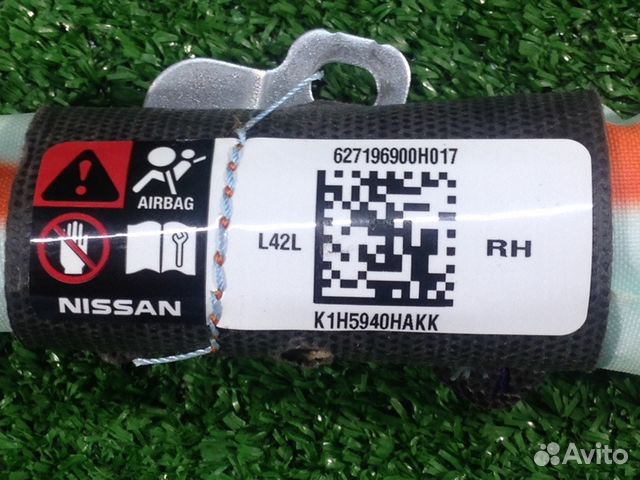 AIRBAG
NISSAN
627196900H017
L42L
RH
K1H5940HAKK
Avito